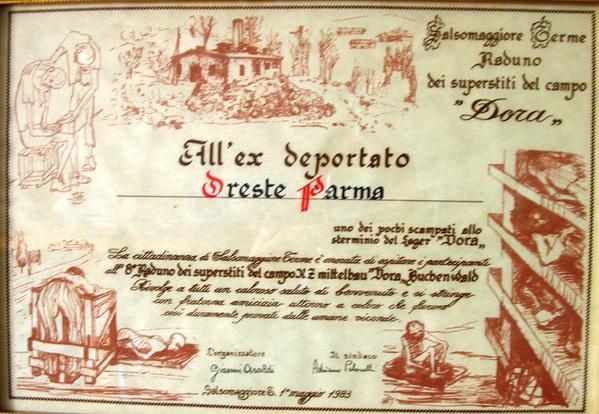 Salsomaggiore Terme
Raduno
dei superstiti del campo
"Dora„
All'ex deportato
Oreste Parma
uno dei pochi scampati allo
sterminio del Lager "Dora„
La cittadinanza di Salsomaggiore Terme è onorata di ospitare i partecipanti
all' 8° Raduno dei superstiti del campo K.Z mittelbau "Dora„ Buchenwald
Rivolge a tutti un caloroso saluto di benvenuto e si stringe
con fraterna amicizia attorno a coloro che furono
così duramente provati dalle umane vicende.
L'organizzatore
Il sindaco
Gianni
Adriano
Salsomaggiore T. 1° maggio 1983